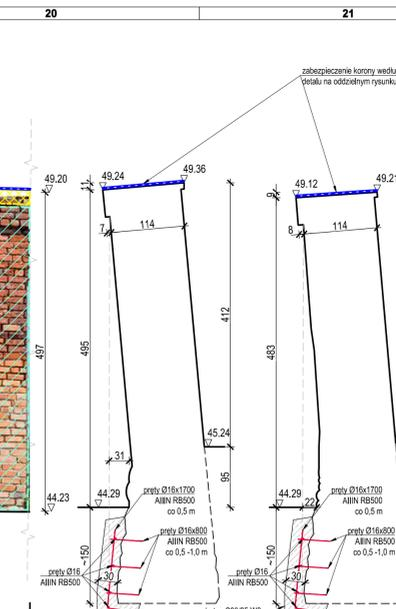 20
21
zabezpieczenie korony wedłu
detalu na oddzielnym rysunku
49.20
49.24
49.36
49.12
49.21
11
9
7
114
8
114
497
495
412
483
45.24
31
95
44.23
44.29
44.29
22
pręty Ø16x1700
AIIIN RB500
co 0,5 m
pręty Ø16x1700
AIIIN RB500
co 0,5 m
pręty Ø16x800
AIIIN RB500
co 0,5 -1,0 m
pręty Ø16x800
AIIIN RB500
co 0,5 -1,0 m
~150
~150
pręty Ø16
AIIIN RB500
30
pręty Ø16
AIIIN RB500
30